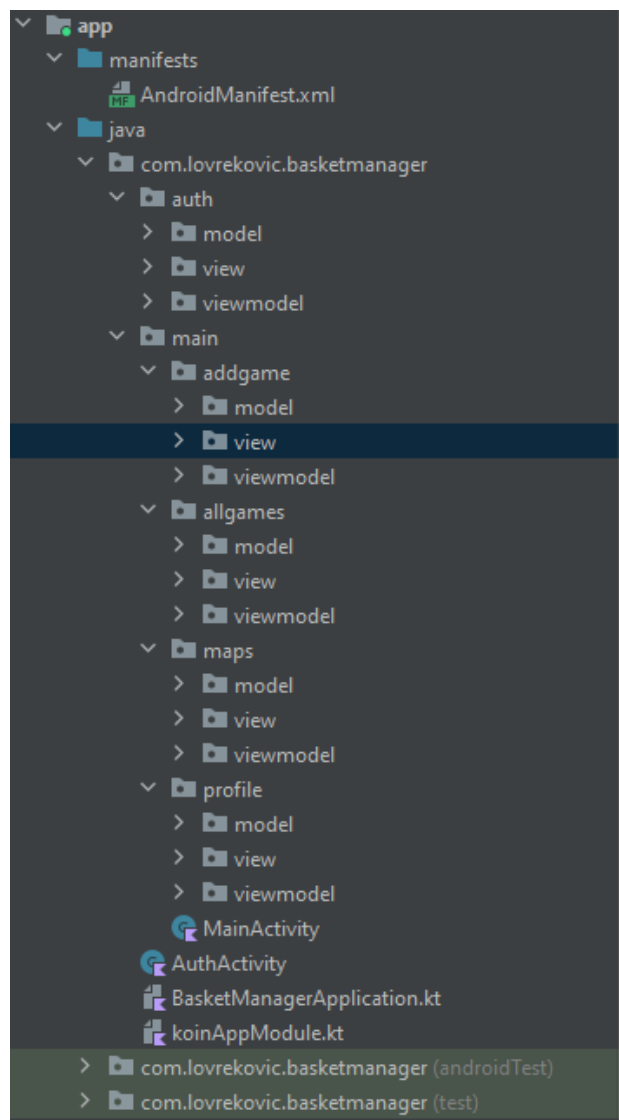 app
manifests
MF AndroidManifest.xml
java
com.lovrekovic.basketmanager
auth
model
view
viewmodel
main
addgame
model
view
viewmodel
allgames
model
view
viewmodel
maps
model
view
viewmodel
profile
model
view
viewmodel
MainActivity
AuthActivity
BasketManagerApplication.kt
koinAppModule.kt
com.lovrekovic.basketmanager (androidTest)
com.lovrekovic.basketmanager (test)